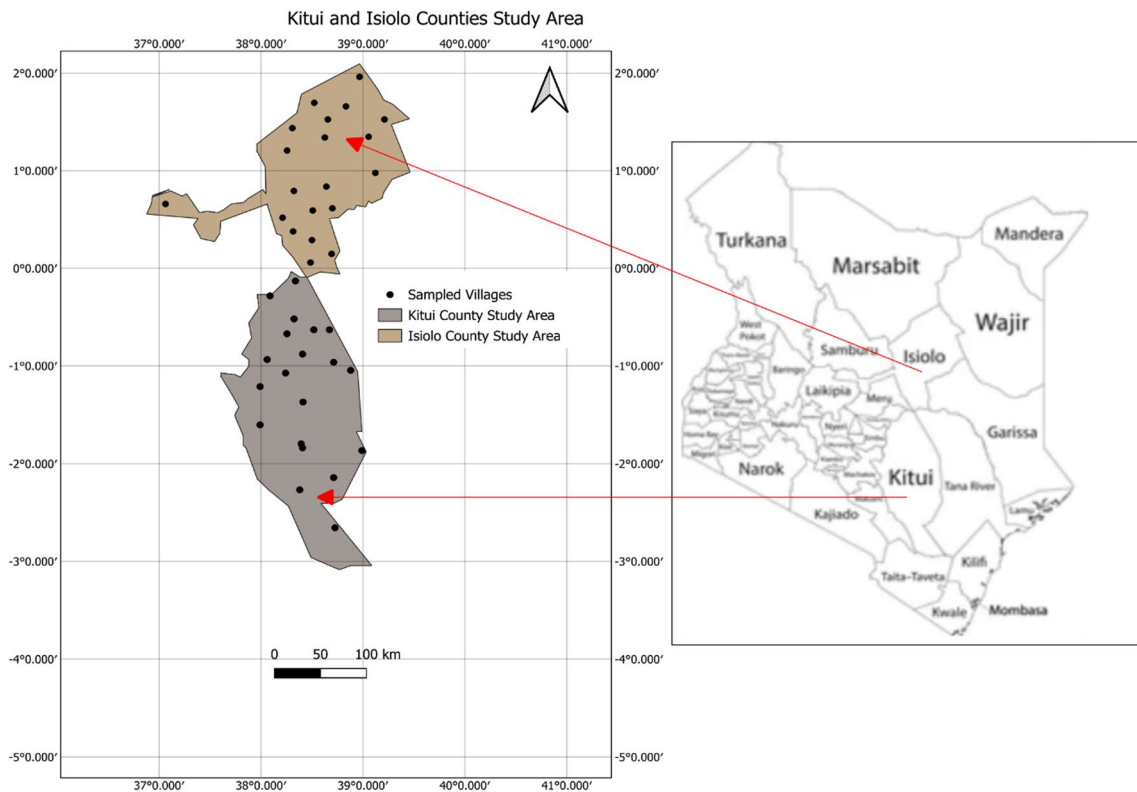 Kitui and Isiolo Counties Study Area
37°0.000′ 38°0.000′ 39°0.000′ 40°0.000′ 41°0.000′
2°0.000′ 2°0.000′
1°0.000′ 1°0.000′
0°0.000′ 0°0.000′
-1°0.000′ -1°0.000′
-2°0.000′ -2°0.000′
-3°0.000′ -3°0.000′
-4°0.000′ -4°0.000′
-5°0.000′ -5°0.000′
37°0.000′ 38°0.000′ 39°0.000′ 40°0.000′ 41°0.000′
Sampled Villages
Kitui County Study Area
Isiolo County Study Area
0 50 100 km
Turkana
Mandera
Marsabit
Wajir
West
Pokot
Samburu
Isiolo
Baringo
Laikipia
Meru
Nakuru
Nyeri
Embu
Garissa
Homa Bay
Migori
Narok
Machakos
Kitui
Tana River
Makueni
Kajiado
Lamu
Kilifi
Taita–Taveta
Kwale
Mombasa